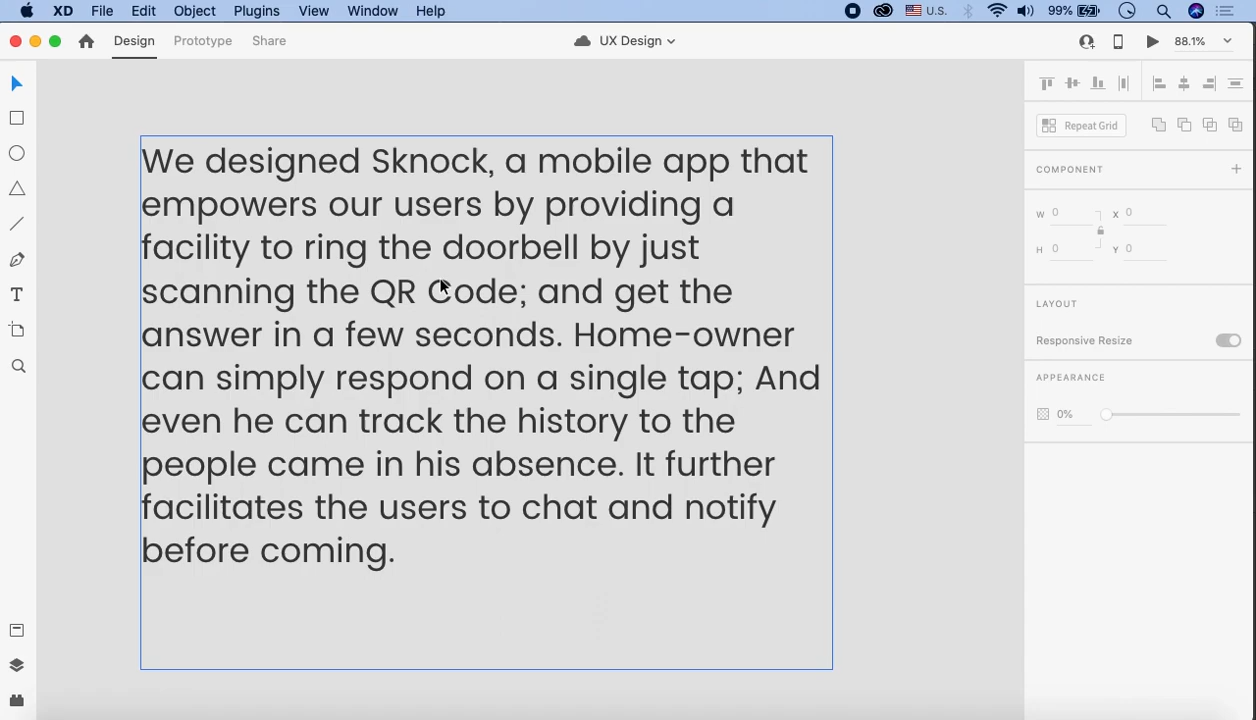 XD File Edit Object Plugins View Window Help U.S. 99%
Design Prototype Share UX Design 88.1%
Repeat Grid
COMPONENT
W 0 X 0
H 0 Y 0
LAYOUT
Responsive Resize
APPEARANCE
0%
We designed Sknock, a mobile app that
empowers our users by providing a
facility to ring the doorbell by just
scanning the QR Code; and get the
answer in a few seconds. Home-owner
can simply respond on a single tap; And
even he can track the history to the
people came in his absence. It further
facilitates the users to chat and notify
before coming.